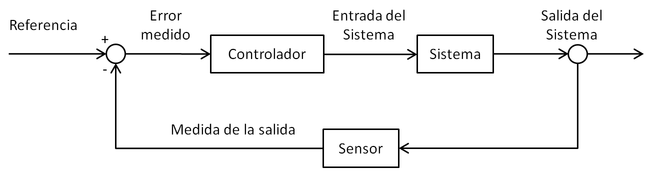 Referencia
+
-
Error
medido
Controlador
Entrada del
Sistema
Sistema
Salida del
Sistema
Medida de la salida
Sensor